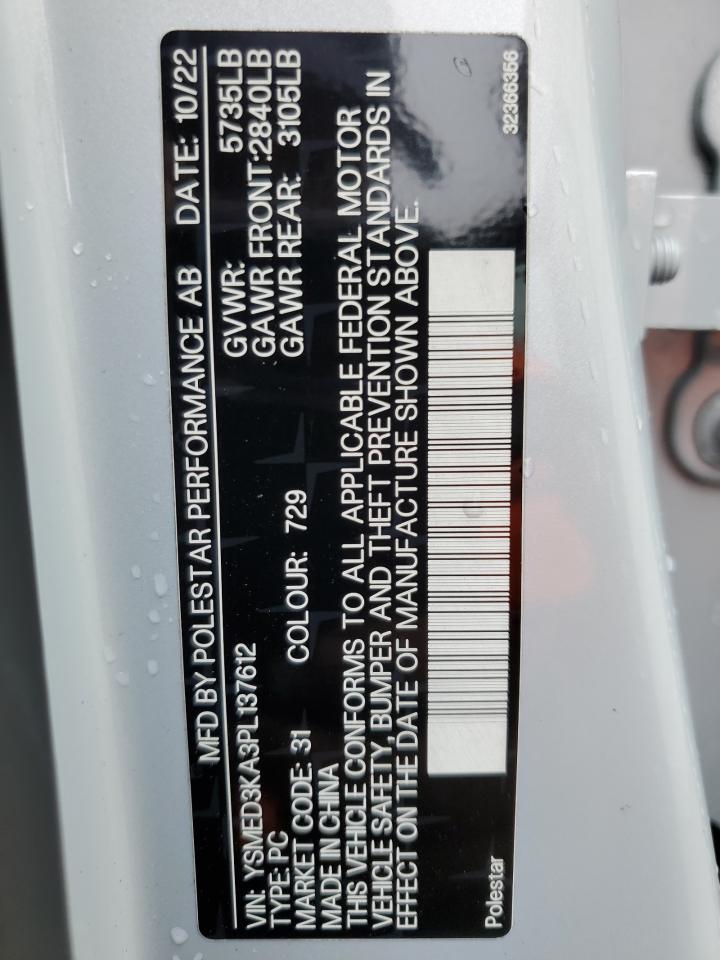 MFD BY POLESTAR PERFORMANCE AB DATE: 10/22
VIN: YSMED3KA3PL137612 GVWR: 5735LB
TYPE: PC GAWR FRONT:2840LB
MARKET CODE: 31 COLOUR: 729 GAWR REAR: 3105LB
MADE IN CHINA
THIS VEHICLE CONFORMS TO ALL APPLICABLE FEDERAL MOTOR
VEHICLE SAFETY, BUMPER AND THEFT PREVENTION STANDARDS IN
EFFECT ON THE DATE OF MANUFACTURE SHOWN ABOVE.
Polestar 32366356